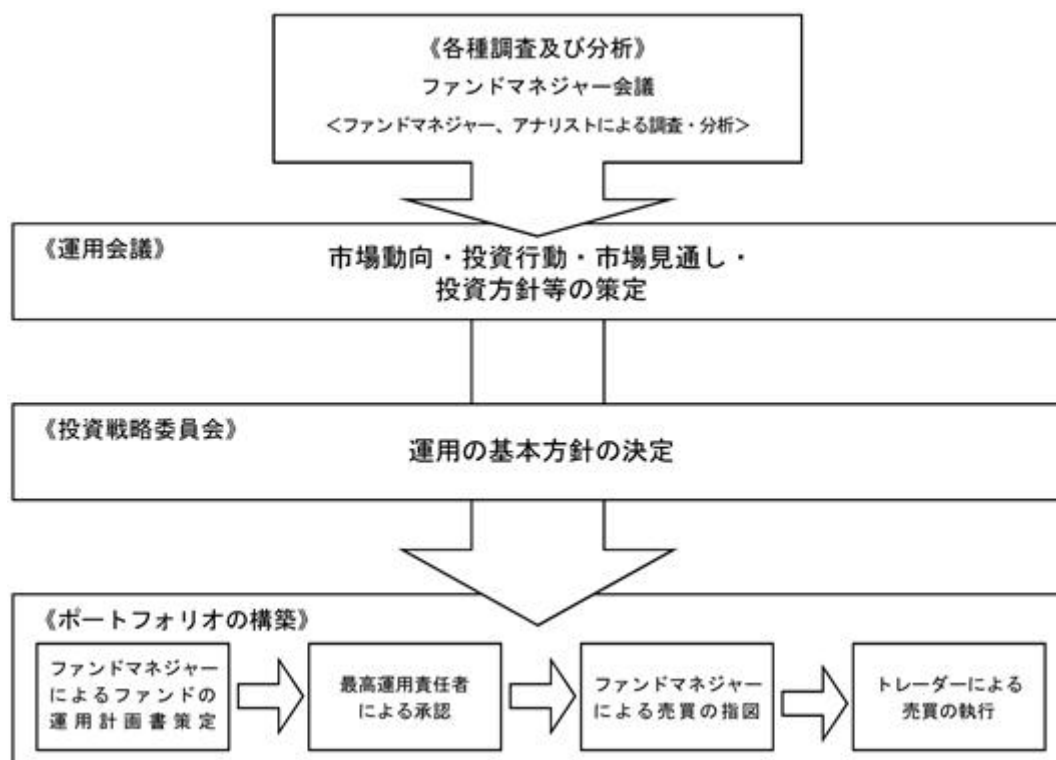 《各種調査及び分析》
ファンドマネジャー会議
<ファンドマネジャー、アナリストによる調査・分析>
《運用会議》
市場動向・投資行動・市場見通し・
投資方針等の策定
《投資戦略委員会》
運用の基本方針の決定
《ポートフォリオの構築》
ファンドマネジャー
によるファンドの
運用計画書策定
最高運用責任者
による承認
ファンドマネジャー
による売買の指図
トレーダーによる
売買の執行